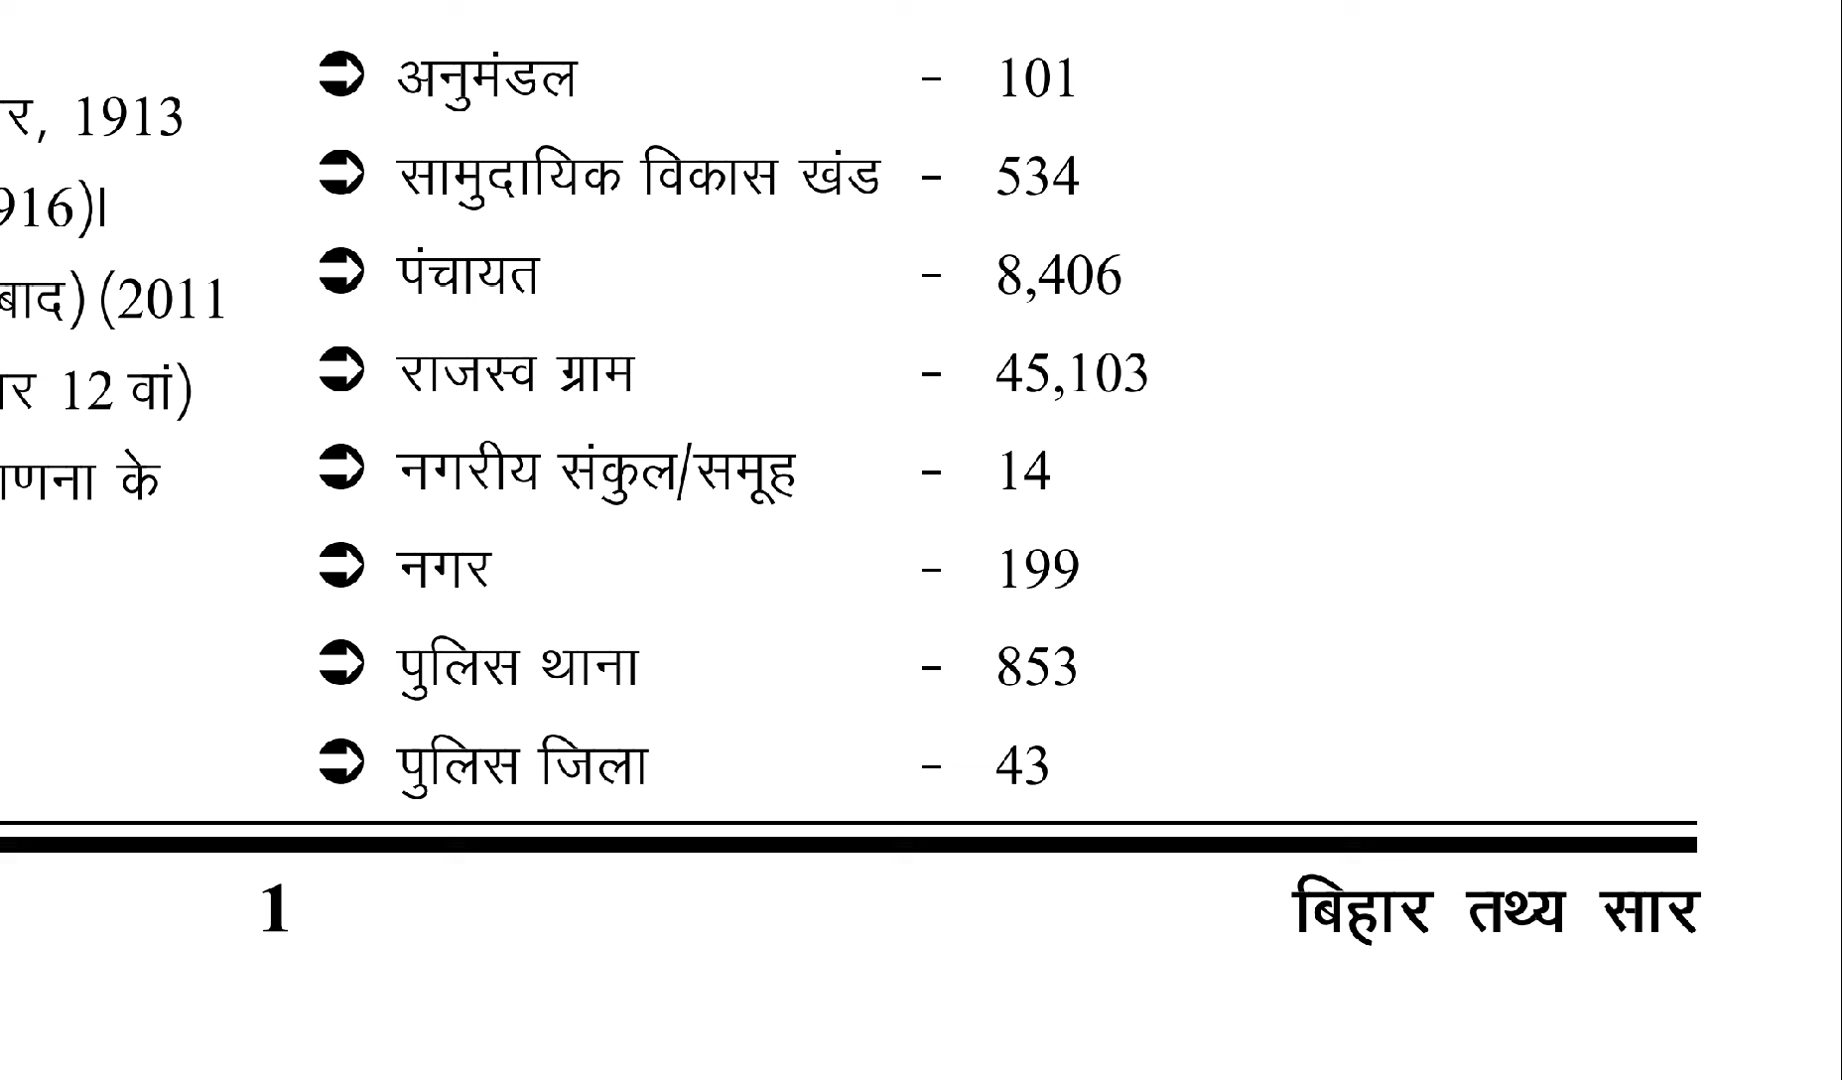 र, 1913
916)।
बाद) (2011
र 12 वां)
गणना के
➲ अनुमंडल – 101
➲ सामुदायिक विकास खंड – 534
➲ पंचायत – 8,406
➲ राजस्व ग्राम – 45,103
➲ नगरीय संकुल/समूह – 14
➲ नगर – 199
➲ पुलिस थाना – 853
➲ पुलिस जिला – 43
1 बिहार तथ्य सार